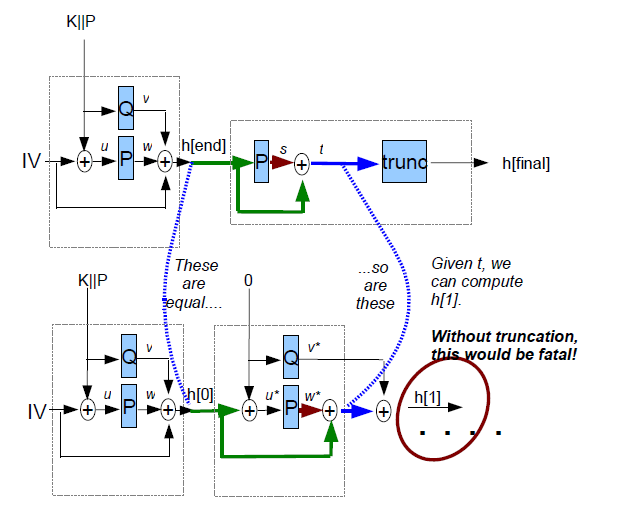 K||P
Q
v
IV
+
u
P
w
+
h[end]
P
s
+
t
trunc
h[final]
These
are
equal....
...so
are
these
Given t, we
can compute
h[1].
Without truncation,
this would be fatal!
K||P
0
Q
v
IV
+
u
P
w
+
h[0]
Q
v*
+
u*
P
w*
+
+
h[1]
. . . .